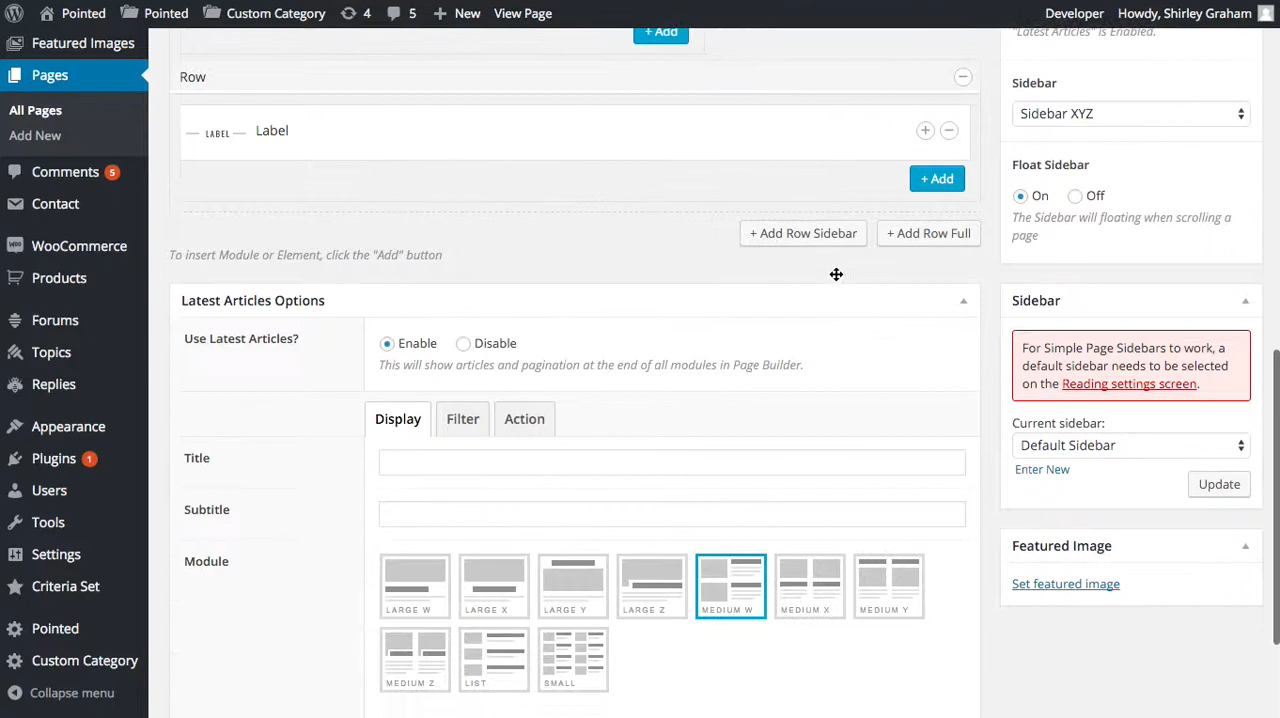 Pointed
Pointed
Custom Category
4
5
New
View Page
Developer
Howdy, Shirley Graham
Featured Images
Pages
All Pages
Add New
Comments 5
Contact
WooCommerce
Products
Forums
Topics
Replies
Appearance
Plugins 1
Users
Tools
Settings
Criteria Set
Pointed
Custom Category
Collapse menu
+ Add
Row
LABEL
Label
+ Add
+ Add Row Sidebar
+ Add Row Full
To insert Module or Element, click the "Add" button
Latest Articles Options
Use Latest Articles?
Enable
Disable
This will show articles and pagination at the end of all modules in Page Builder.
Display
Filter
Action
Title
Subtitle
Module
LARGE W
LARGE X
LARGE Y
LARGE Z
MEDIUM W
MEDIUM X
MEDIUM Y
MEDIUM Z
LIST
SMALL
"Latest Articles" is Enabled.
Sidebar
Sidebar XYZ
Float Sidebar
On
Off
The Sidebar will floating when scrolling a
page
Sidebar
For Simple Page Sidebars to work, a
default sidebar needs to be selected
on the Reading settings screen.
Current sidebar:
Default Sidebar
Enter New
Update
Featured Image
Set featured image